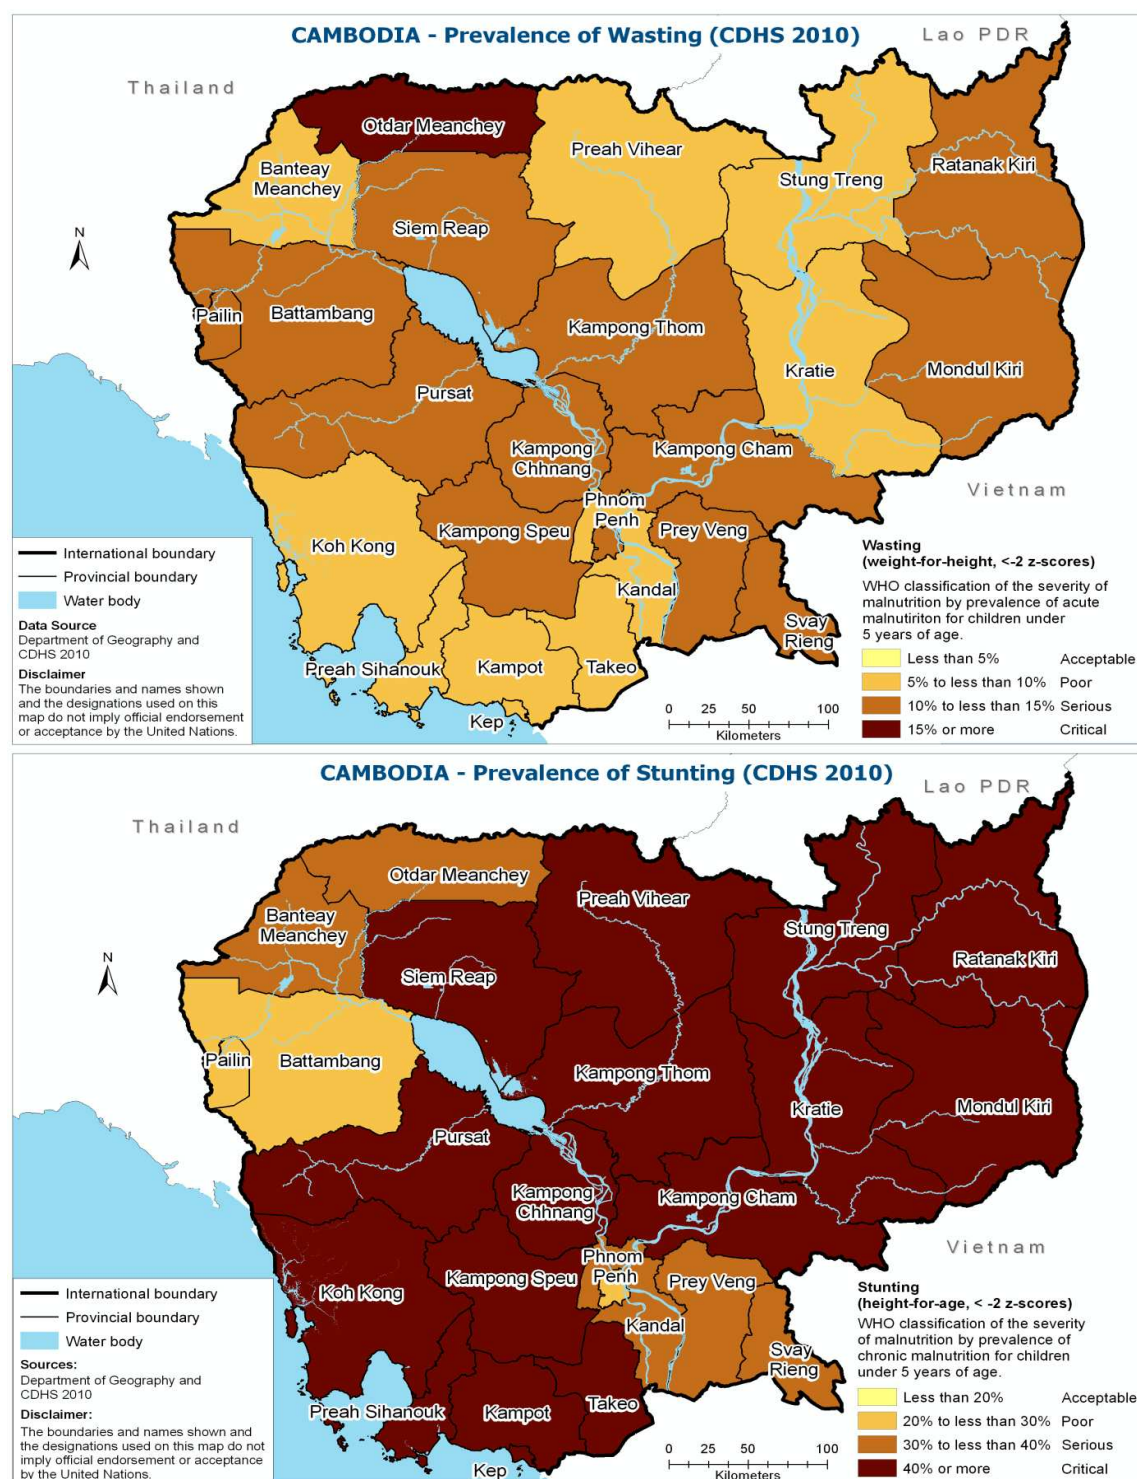 CAMBODIA - Prevalence of Wasting (CDHS 2010)
Lao PDR
Thailand
Otdar Meanchey
Preah Vihear
Banteay
Meanchey
Stung Treng
Ratanak Kiri
N
Siem Reap
Pailin
Battambang
Kampong Thom
Kratie
Mondul Kiri
Pursat
Kampong
Chhnang
Kampong Cham
Vietnam
Phnom
Penh
Kampong Speu
Prey Veng
Koh Kong
Kandal
Svay
Rieng
Preah Sihanouk
Kampot
Takeo
Kep
International boundary
Provincial boundary
Water body
Data Source
Department of Geography and
CDHS 2010
Disclaimer
The boundaries and names shown
and the designations used on this
map do not imply official endorsement
or acceptance by the United Nations.
0 25 50 100
Kilometers
Wasting
(weight-for-height, <-2 z-scores)
WHO classification of the severity of
malnutrition by prevalence of acute
malnutiriton for children under
5 years of age.
Less than 5% Acceptable
5% to less than 10% Poor
10% to less than 15% Serious
15% or more Critical
CAMBODIA - Prevalence of Stunting (CDHS 2010)
Lao PDR
Thailand
Otdar Meanchey
Preah Vihear
Banteay
Meanchey
Stung Treng
Ratanak Kiri
N
Siem Reap
Pailin
Battambang
Kampong Thom
Kratie
Mondul Kiri
Pursat
Kampong
Chhnang
Kampong Cham
Vietnam
Phnom
Penh
Kampong Speu
Prey Veng
Koh Kong
Kandal
Svay
Rieng
Preah Sihanouk
Kampot
Takeo
Kep
International boundary
Provincial boundary
Water body
Sources:
Department of Geography and
CDHS 2010
Disclaimer:
The boundaries and names shown and
the designations used on this map do not
imply official endorsement or acceptance
by the United Nations.
0 25 50 100
Kilometers
Stunting
(height-for-age, < -2 z-scores)
WHO classification of the severity
of malnutrition by prevalence of
chronic malnutrition for children
under 5 years of age.
Less than 20% Acceptable
20% to less than 30% Poor
30% to less than 40% Serious
40% or more Critical